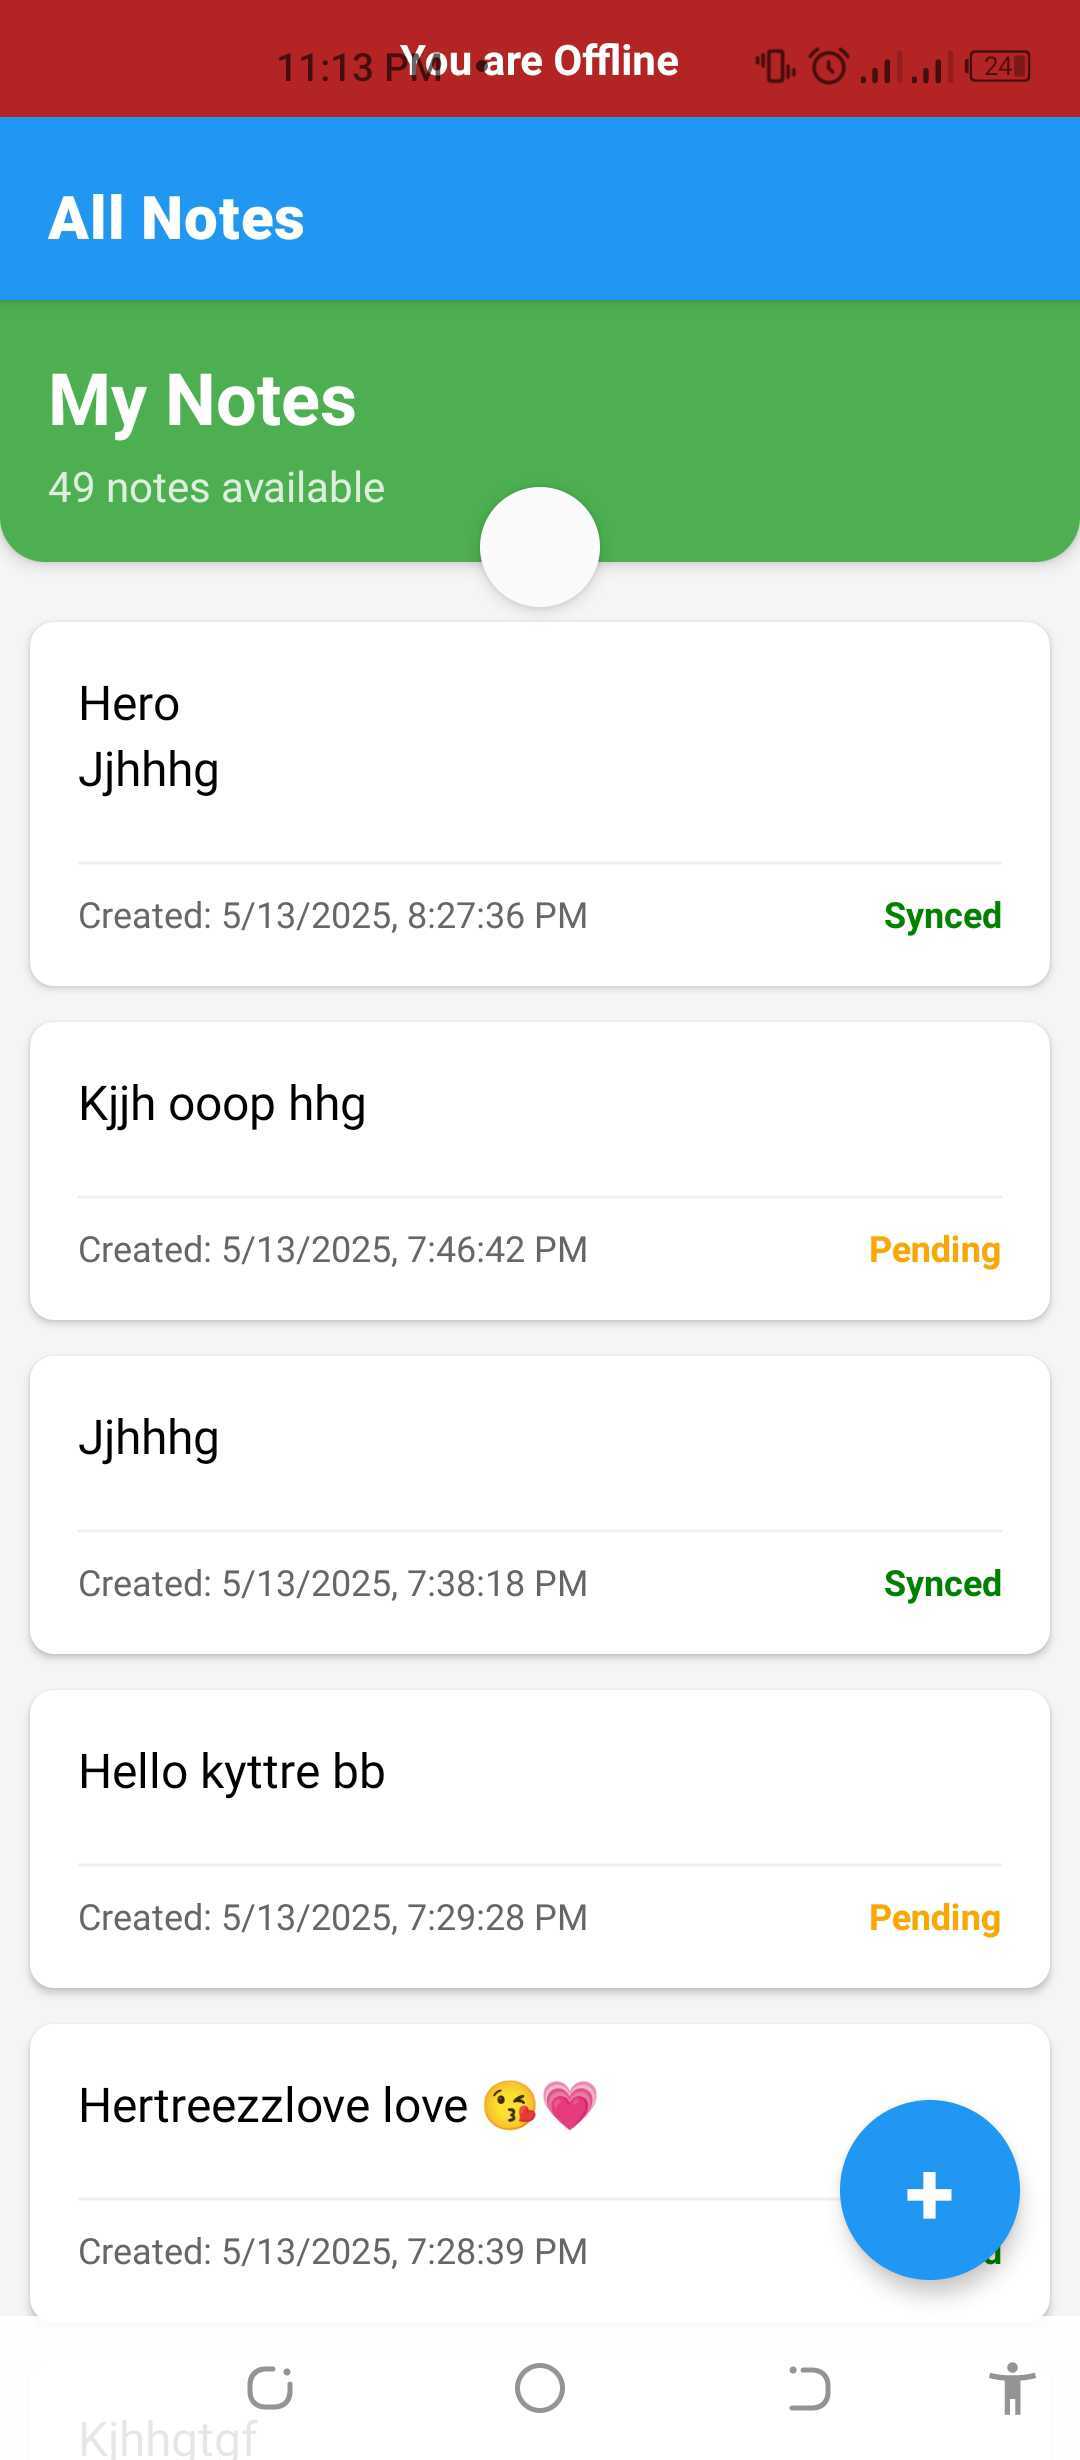 11:13 PM
You are Offline
24
All Notes
My Notes
49 notes available
Hero
Jjhhhg
Created: 5/13/2025, 8:27:36 PM
Synced
Kjjh ooop hhg
Created: 5/13/2025, 7:46:42 PM
Pending
Jjhhhg
Created: 5/13/2025, 7:38:18 PM
Synced
Hello kyttre bb
Created: 5/13/2025, 7:29:28 PM
Pending
Hertreezzlove love 😘💗
+
Created: 5/13/2025, 7:28:39 PM